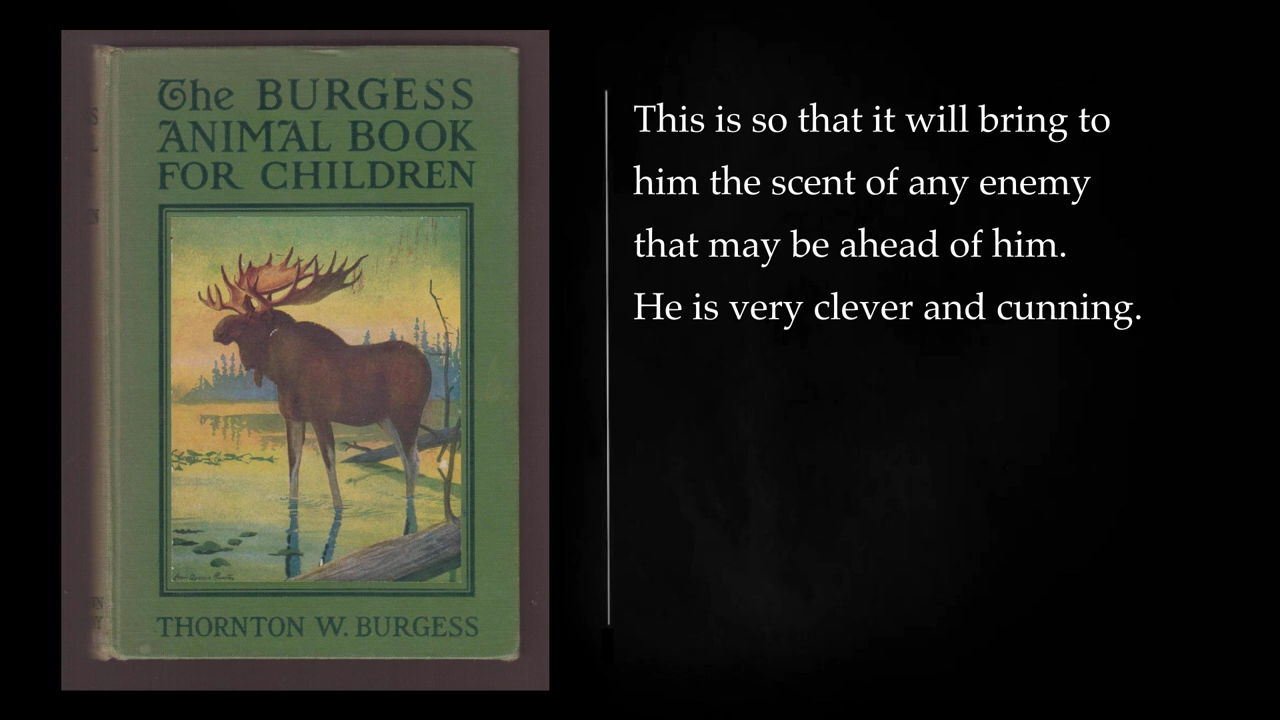 The BURGESS
ANIMAL BOOK
FOR CHILDREN
THORNTON W. BURGESS
This is so that it will bring to
him the scent of any enemy
that may be ahead of him.
He is very clever and cunning.